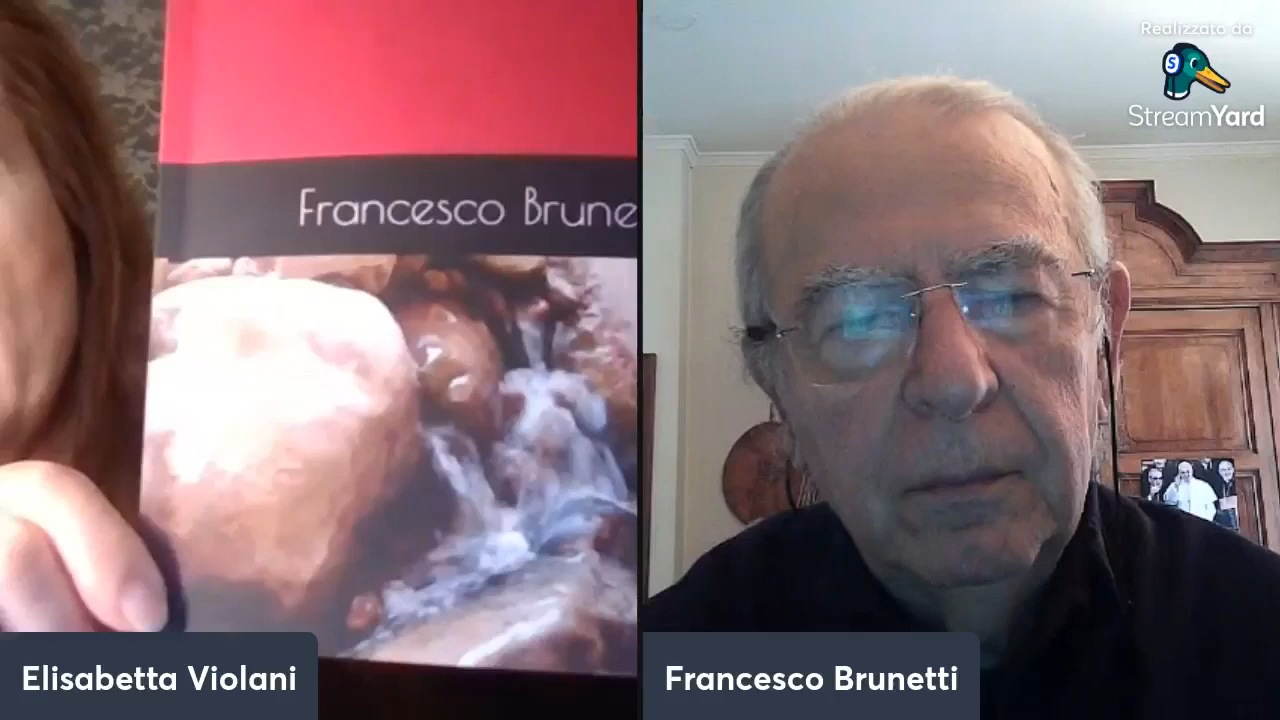 Realizzato da
StreamYard
Francesco Brune
Elisabetta Violani
Francesco Brunetti